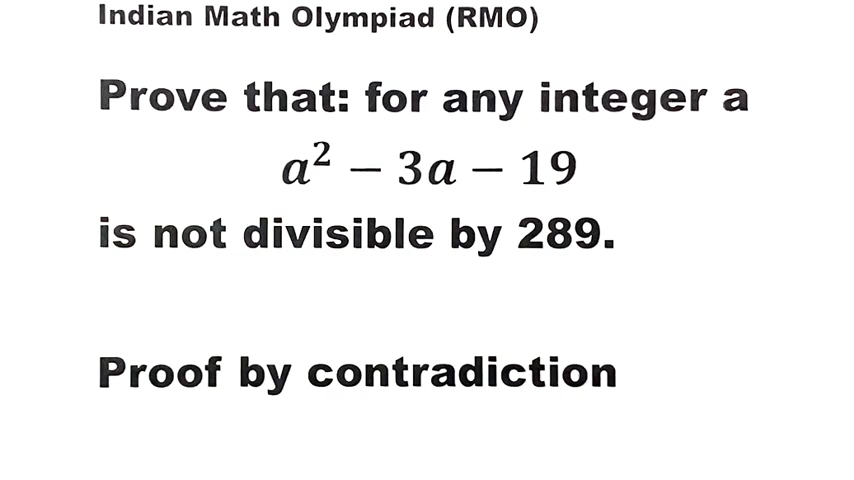 Indian Math Olympiad (RMO)
Prove that: for any integer a
a² − 3a − 19
is not divisible by 289.
Proof by contradiction